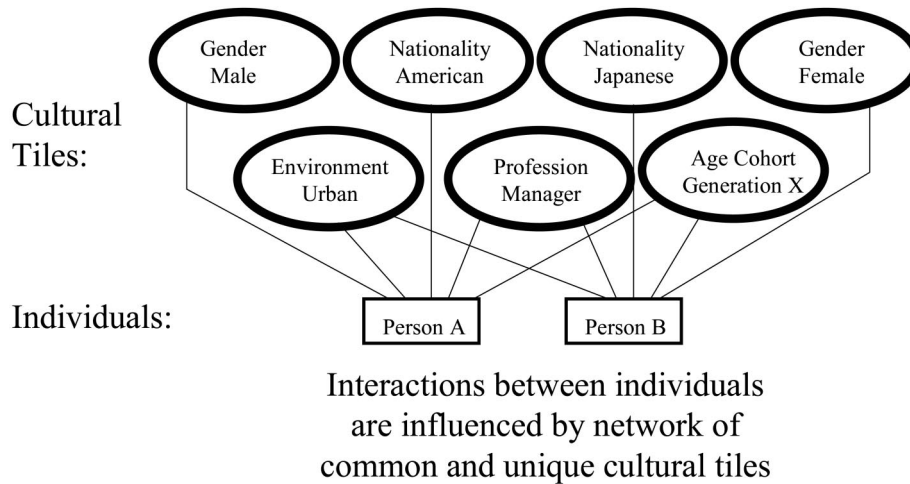 Gender
Male
Nationality
American
Nationality
Japanese
Gender
Female
Cultural
Tiles:
Environment
Urban
Profession
Manager
Age Cohort
Generation X
Individuals:
Person A
Person B
Interactions between individuals
are influenced by network of
common and unique cultural tiles